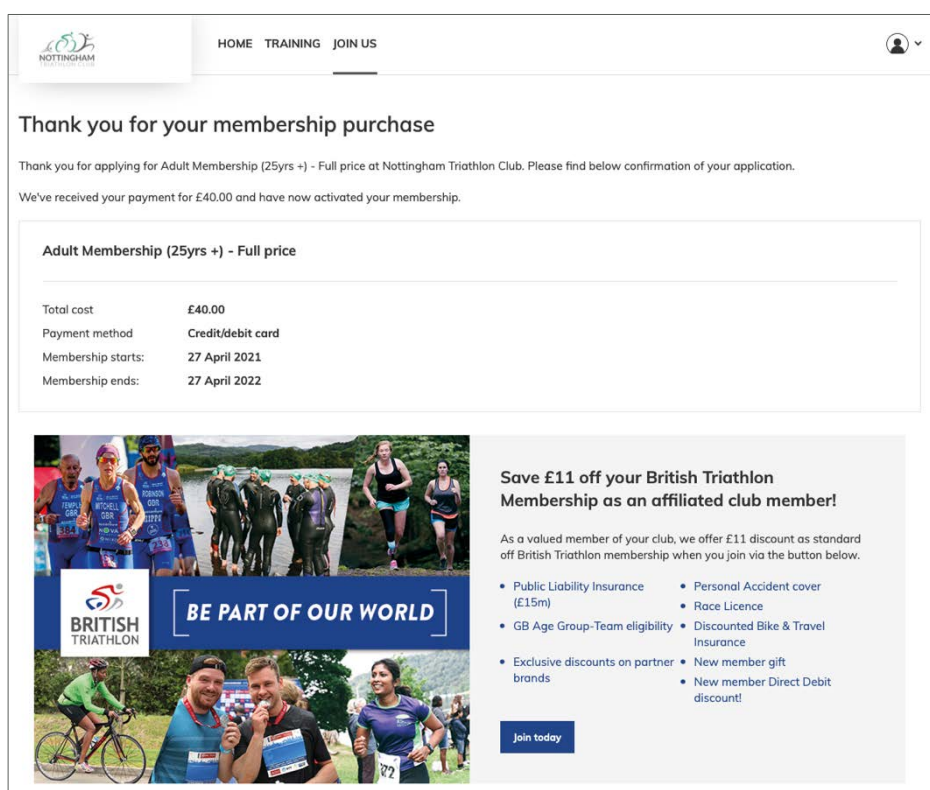 NOTTINGHAM
TRIATHLON CLUB
HOME TRAINING JOIN US
Thank you for your membership purchase
Thank you for applying for Adult Membership (25yrs +) - Full price at Nottingham Triathlon Club. Please find below confirmation of your application.
We've received your payment for £40.00 and have now activated your membership.
Adult Membership (25yrs +) - Full price
Total cost £40.00
Payment method Credit/debit card
Membership starts: 27 April 2021
Membership ends: 27 April 2022
TEMPLE
GBR
384
MITCHELL
GBR
NOVA
ROBINSON
GBR
BRITISH
TRIATHLON
BE PART OF OUR WORLD
372
Save £11 off your British Triathlon
Membership as an affiliated club member!
As a valued member of your club, we offer £11 discount as standard
off British Triathlon membership when you join via the button below.
• Public Liability Insurance
(£15m)
• GB Age Group-Team eligibility
• Exclusive discounts on partner
brands
• Personal Accident cover
• Race Licence
• Discounted Bike & Travel
Insurance
• New member gift
• New member Direct Debit
discount!
Join today